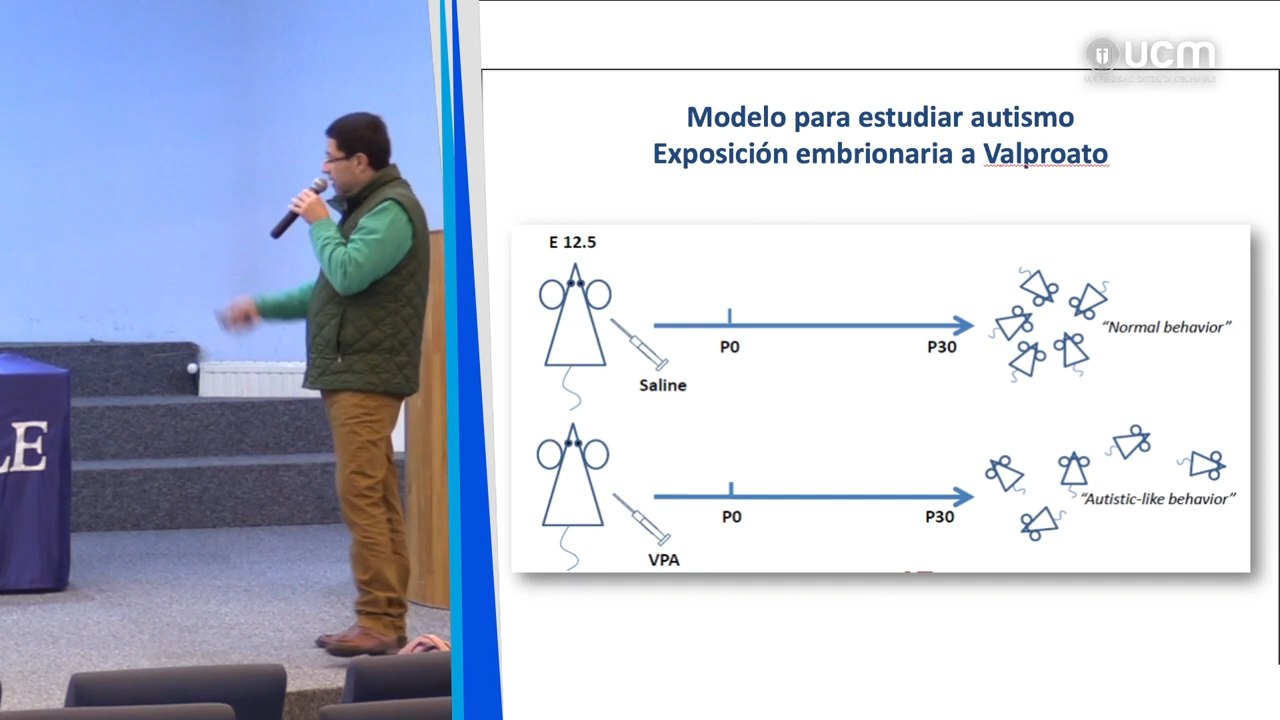 ucm
Modelo para estudiar autismo
Exposición embrionaria a Valproato
E 12.5
P0
P30
"Normal behavior"
Saline
P0
P30
"Autistic-like behavior"
VPA
LE